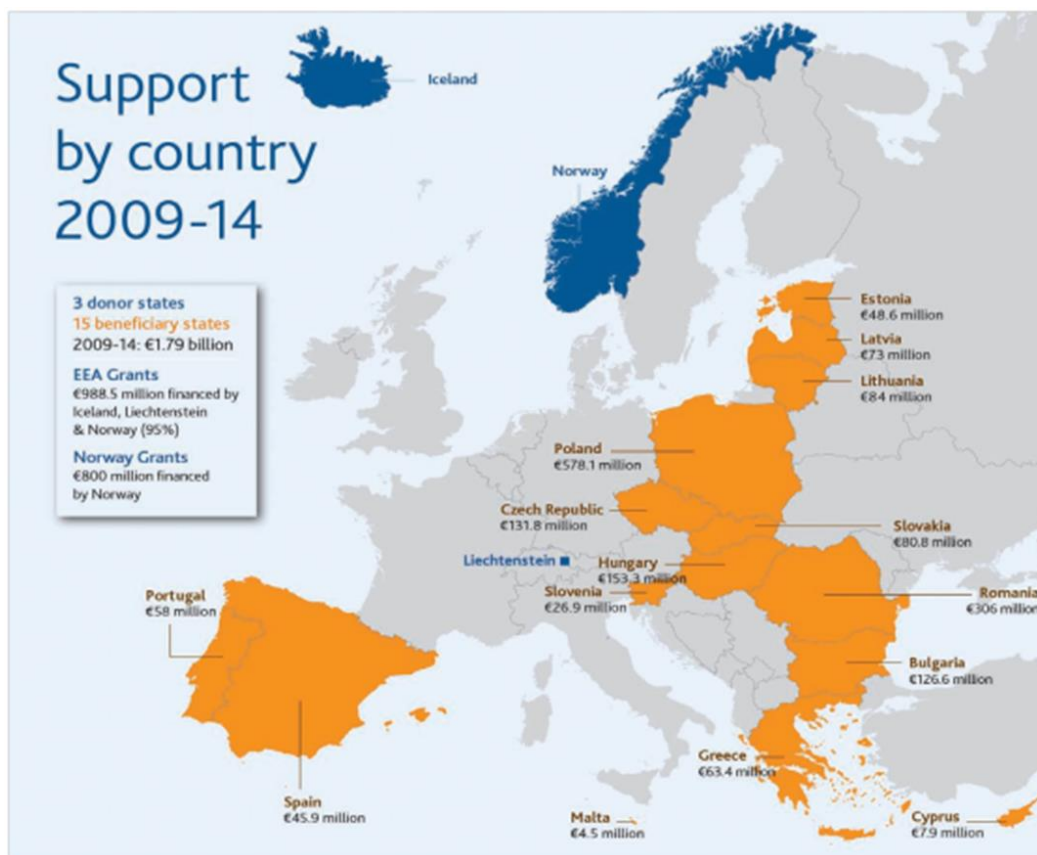 Support
by country
2009-14
Iceland
Norway
3 donor states
15 beneficiary states
2009-14: €1.79 billion
EEA Grants
€988.5 million financed by
Iceland, Liechtenstein
& Norway (95%)
Norway Grants
€800 million financed
by Norway
Estonia
€48.6 million
Latvia
€73 million
Lithuania
€84 million
Poland
€578.1 million
Czech Republic
€131.8 million
Slovakia
€80.8 million
Liechtenstein
Hungary
€153.3 million
Slovenia
€26.9 million
Portugal
€58 million
Romania
€306 million
Bulgaria
€126.6 million
Greece
€63.4 million
Spain
€45.9 million
Malta
€4.5 million
Cyprus
€7.9 million